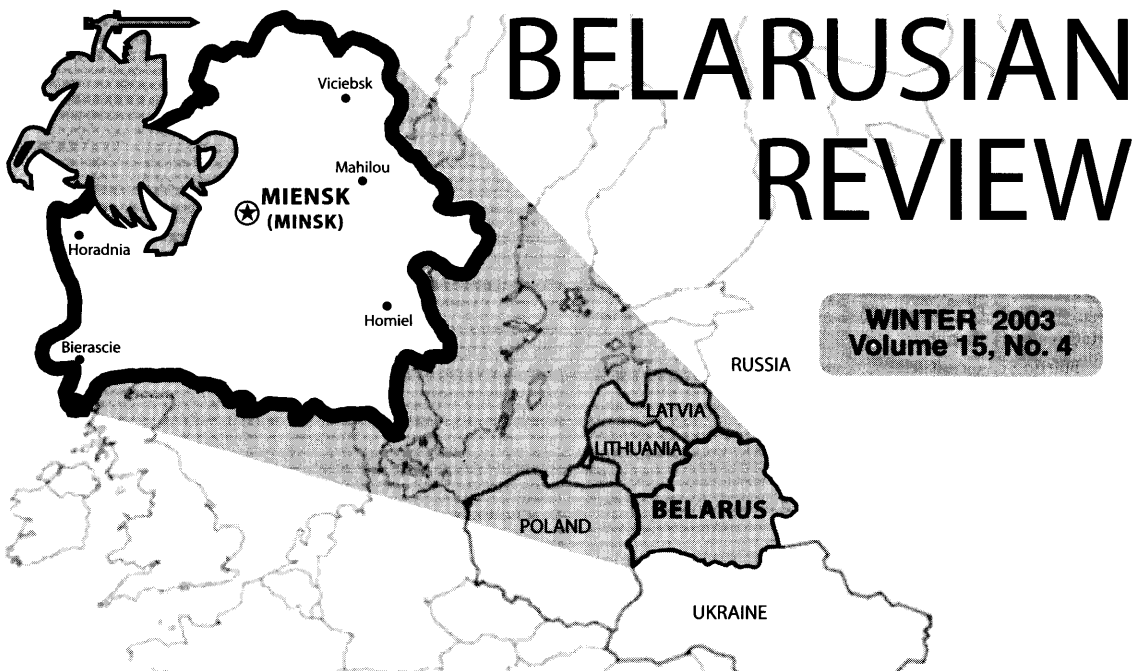 BELARUSIAN
REVIEW
WINTER 2003
Volume 15, No. 4
Viciebsk
Mahilou
MIENSK
(MINSK)
Horadnia
Homiel
Bierascie
RUSSIA
LATVIA
LITHUANIA
BELARUS
POLAND
UKRAINE